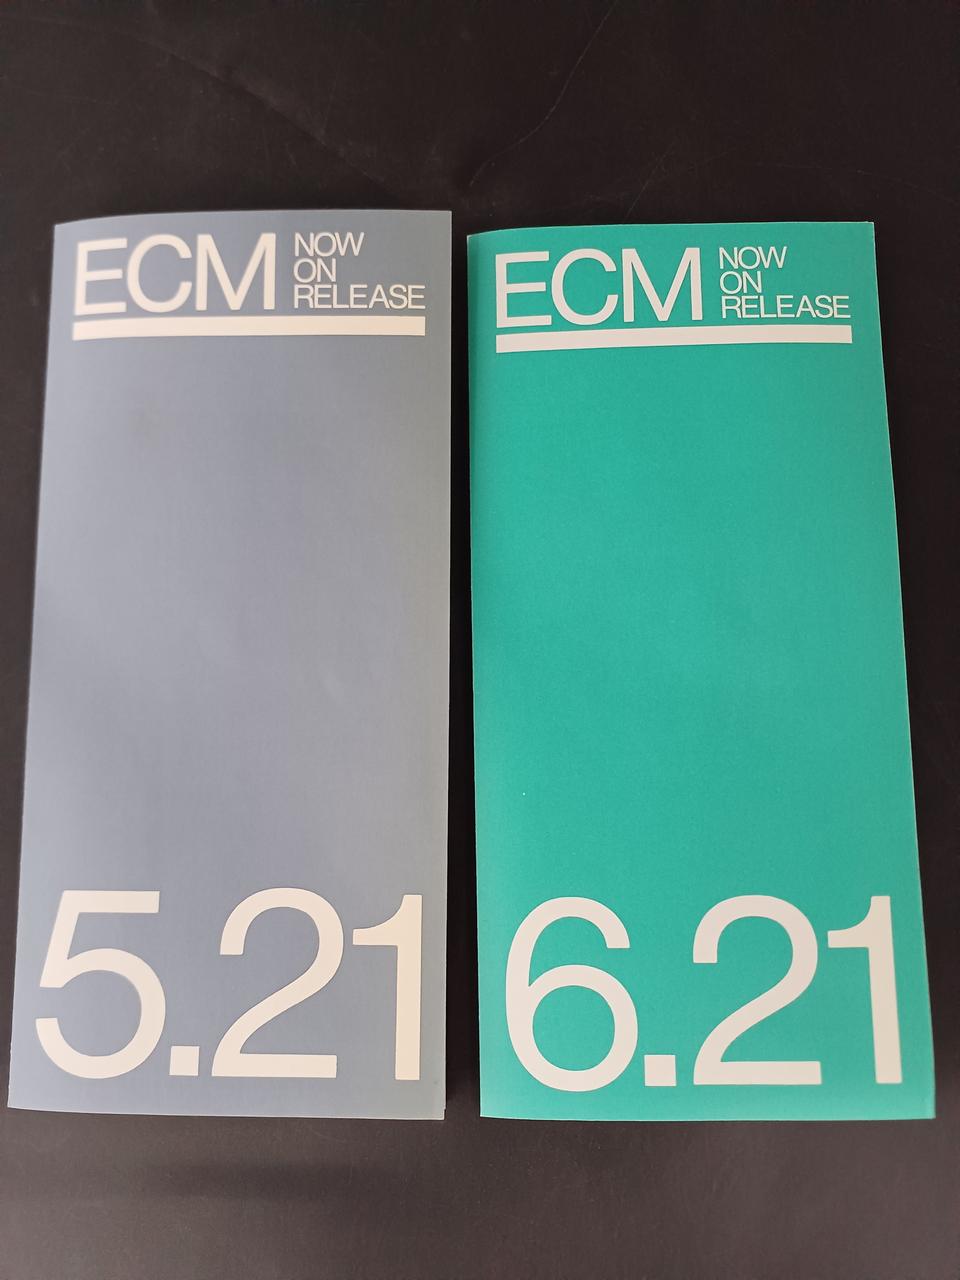 ECM
NOW
ON
RELEASE
5.21
ECM
NOW
ON
RELEASE
6.21